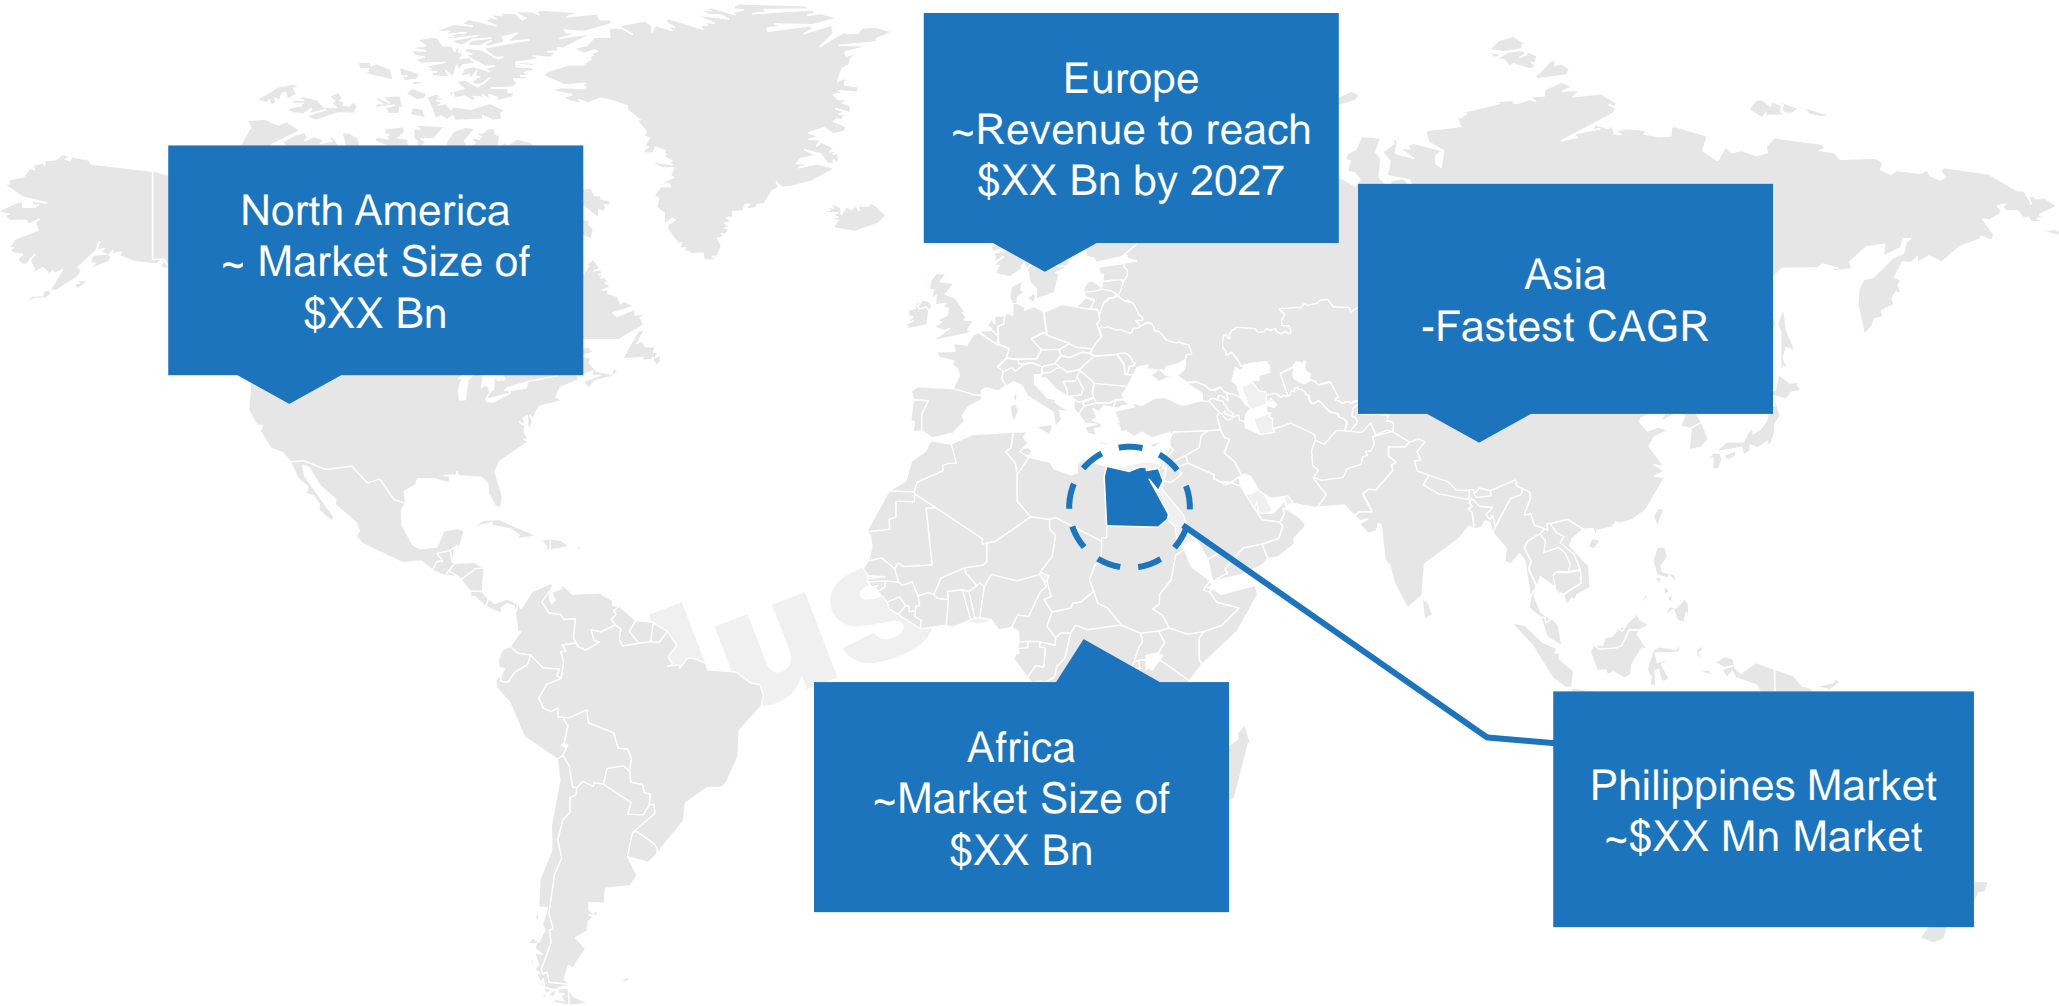 Europe
~Revenue to reach
$XX Bn by 2027
North America
~ Market Size of
$XX Bn
Asia
-Fastest CAGR
Africa
~Market Size of
$XX Bn
Philippines Market
~$XX Mn Market
us